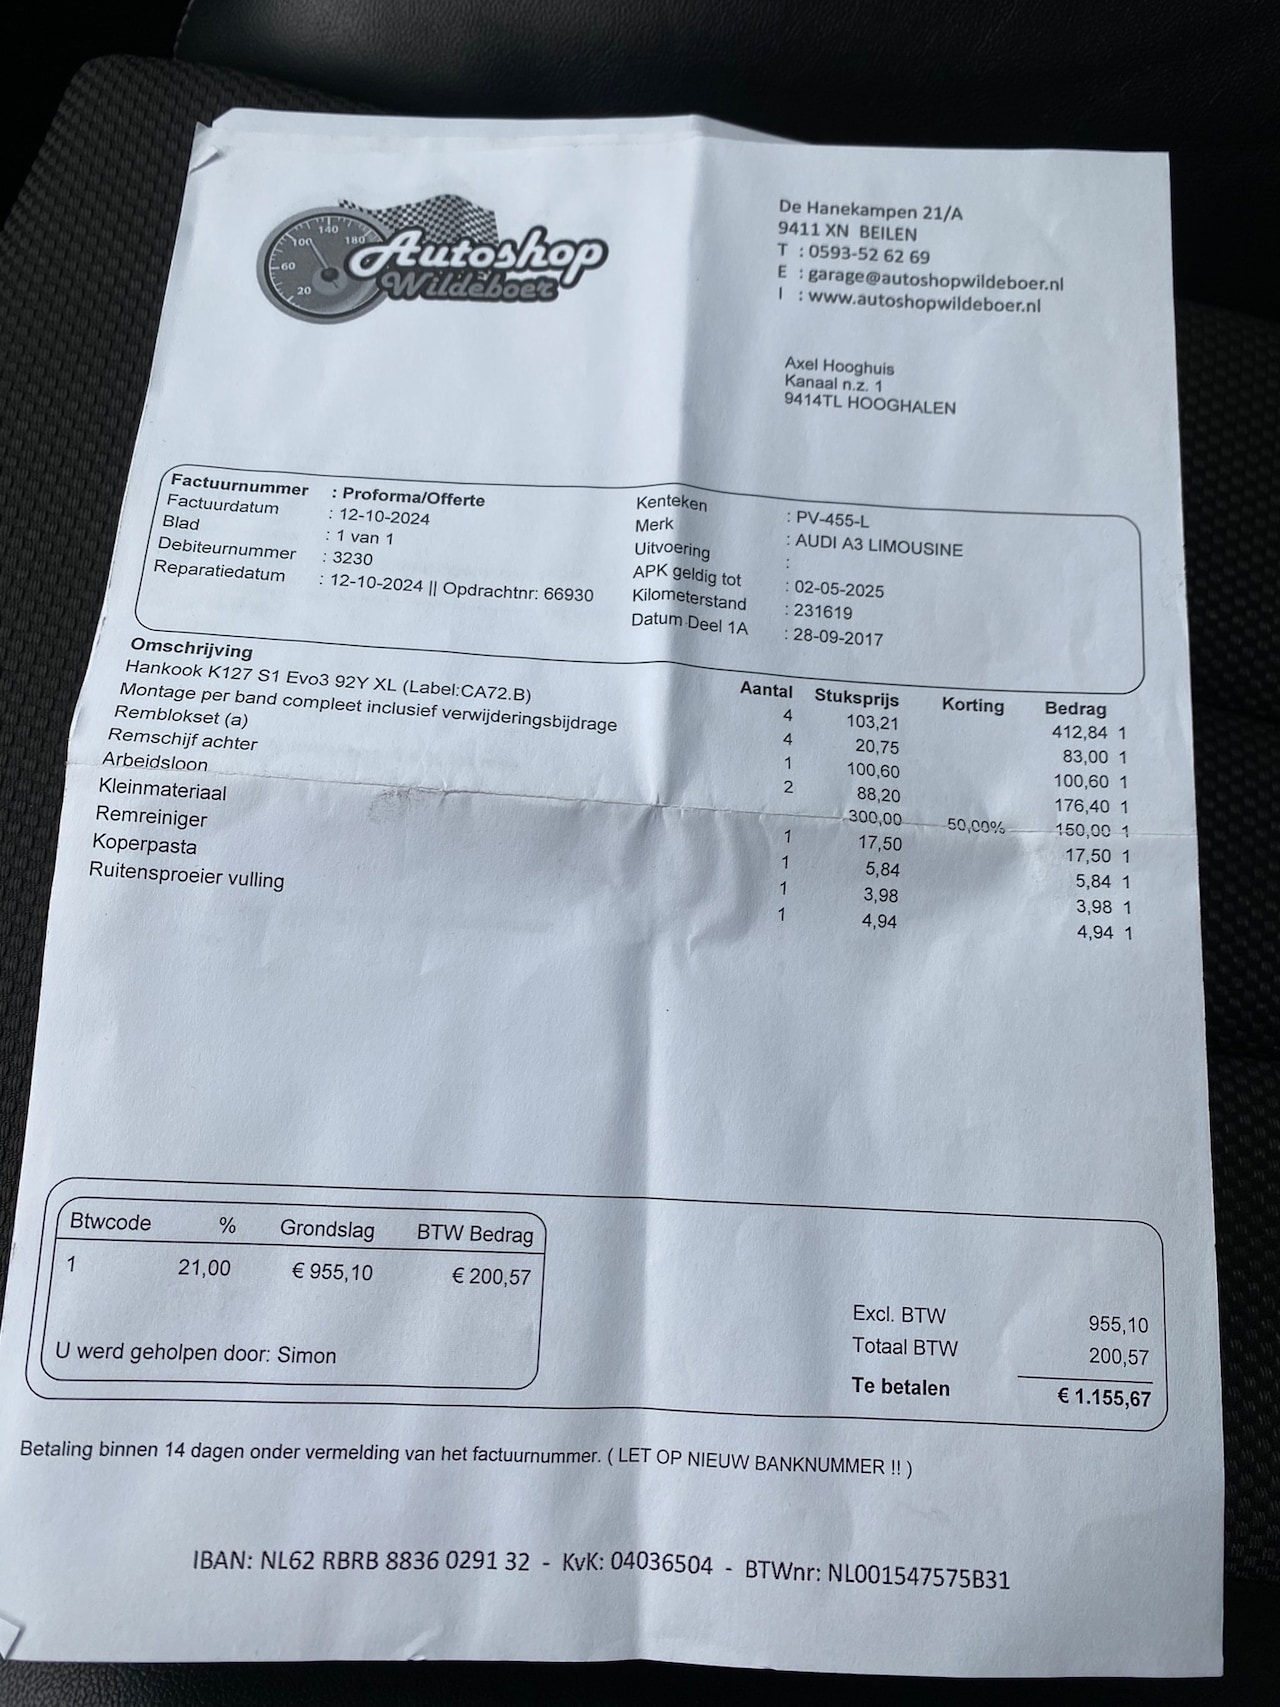 20 60 100 140 180
Autoshop
Wildeboer
De Hanekampen 21/A
9411 XN BEILEN
T : 0593-52 62 69
E : garage@autoshopwildeboer.nl
I : www.autoshopwildeboer.nl
Axel Hooghuis
Kanaal n.z. 1
9414TL HOOGHALEN
Factuurnummer : Proforma/Offerte
Factuurdatum : 12-10-2024
Blad : 1 van 1
Debiteurnummer : 3230
Reparatiedatum : 12-10-2024 || Opdrachtnr: 66930
Kenteken : PV-455-L
Merk : AUDI A3 LIMOUSINE
Uitvoering :
APK geldig tot : 02-05-2025
Kilometerstand : 231619
Datum Deel 1A : 28-09-2017
Omschrijving Aantal Stuksprijs Korting Bedrag
Hankook K127 S1 Evo3 92Y XL (Label:CA72.B) 4 103,21 412,84 1
Montage per band compleet inclusief verwijderingsbijdrage 4 20,75 83,00 1
Remblokset (a) 1 100,60 100,60 1
Remschijf achter 2 88,20 176,40 1
Arbeidsloon 300,00 50,00% 150,00 1
Kleinmateriaal 1 17,50 17,50 1
Remreiniger 1 5,84 5,84 1
Koperpasta 1 3,98 3,98 1
Ruitensproeier vulling 1 4,94 4,94 1
Btwcode % Grondslag BTW Bedrag
1 21,00 € 955,10 € 200,57
U werd geholpen door: Simon
Excl. BTW 955,10
Totaal BTW 200,57
Te betalen € 1.155,67
Betaling binnen 14 dagen onder vermelding van het factuurnummer. ( LET OP NIEUW BANKNUMMER !! )
IBAN: NL62 RBRB 8836 0291 32 - KvK: 04036504 - BTWnr: NL001547575B31